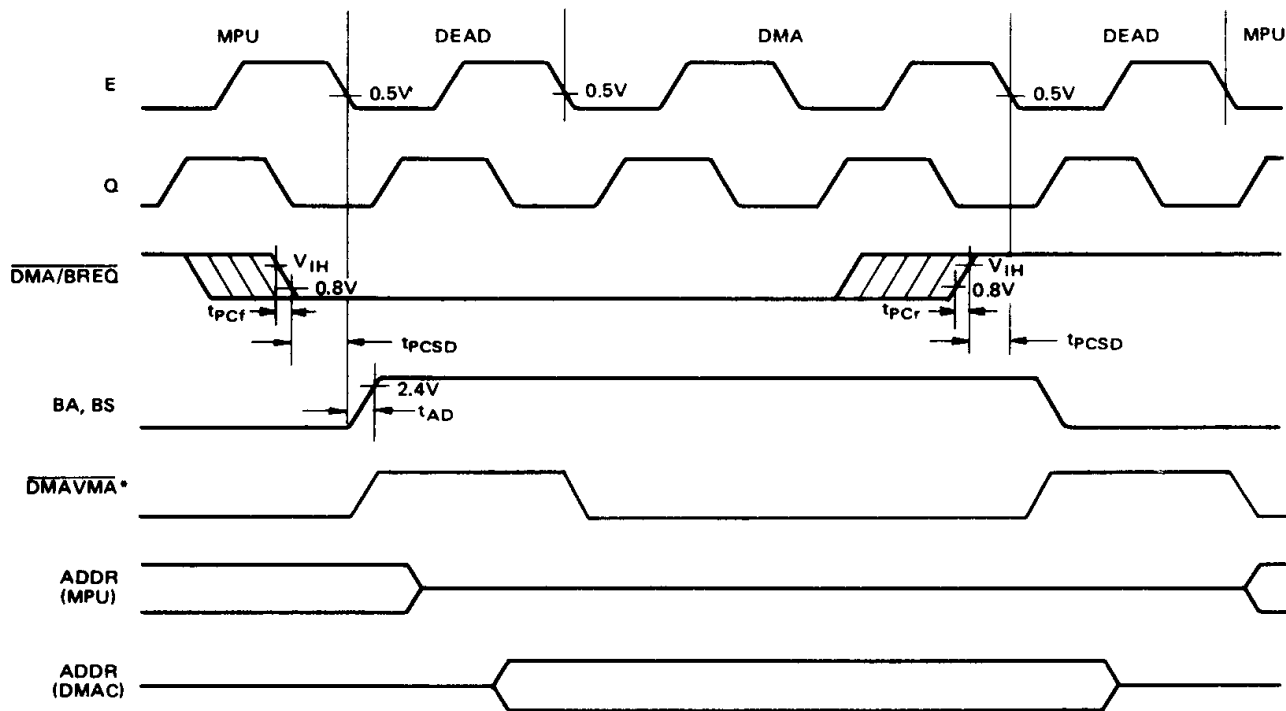 MPU DEAD DMA DEAD MPU
E 0.5V 0.5V 0.5V
Q
DMA/BREQ VIH VIH
0.8V 0.8V
tPCf tPCr
tPCSD tPCSD
BA, BS 2.4V
tAD
DMAVMA*
ADDR
(MPU)
ADDR
(DMAC)